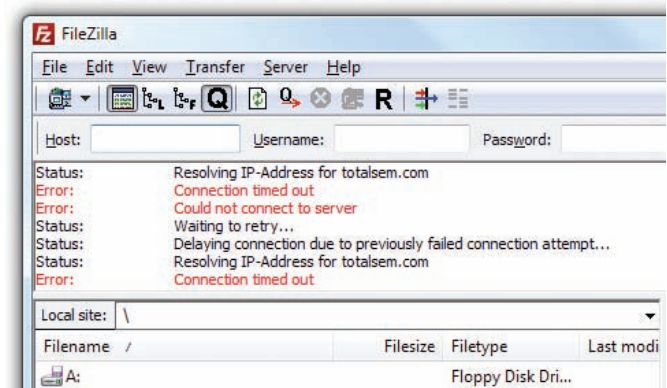 FileZilla
File Edit View Transfer Server Help
L F Q Q R
Host: Username: Password:
Status: Resolving IP-Address for totalsem.com
Error: Connection timed out
Error: Could not connect to server
Status: Waiting to retry...
Status: Delaying connection due to previously failed connection attempt...
Status: Resolving IP-Address for totalsem.com
Error: Connection timed out
Local site: \
Filename / Filesize Filetype Last modi
A: Floppy Disk Dri...